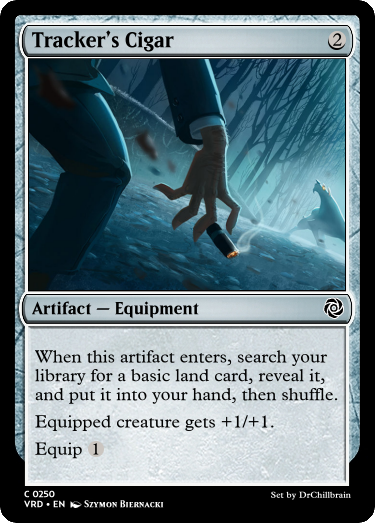 Tracker's Cigar 2
Artifact — Equipment
When this artifact enters, search your
library for a basic land card, reveal it,
and put it into your hand, then shuffle.
Equipped creature gets +1/+1.
Equip 1
C 0250
VRD • EN Szymon Biernacki
Set by DrChillbrain